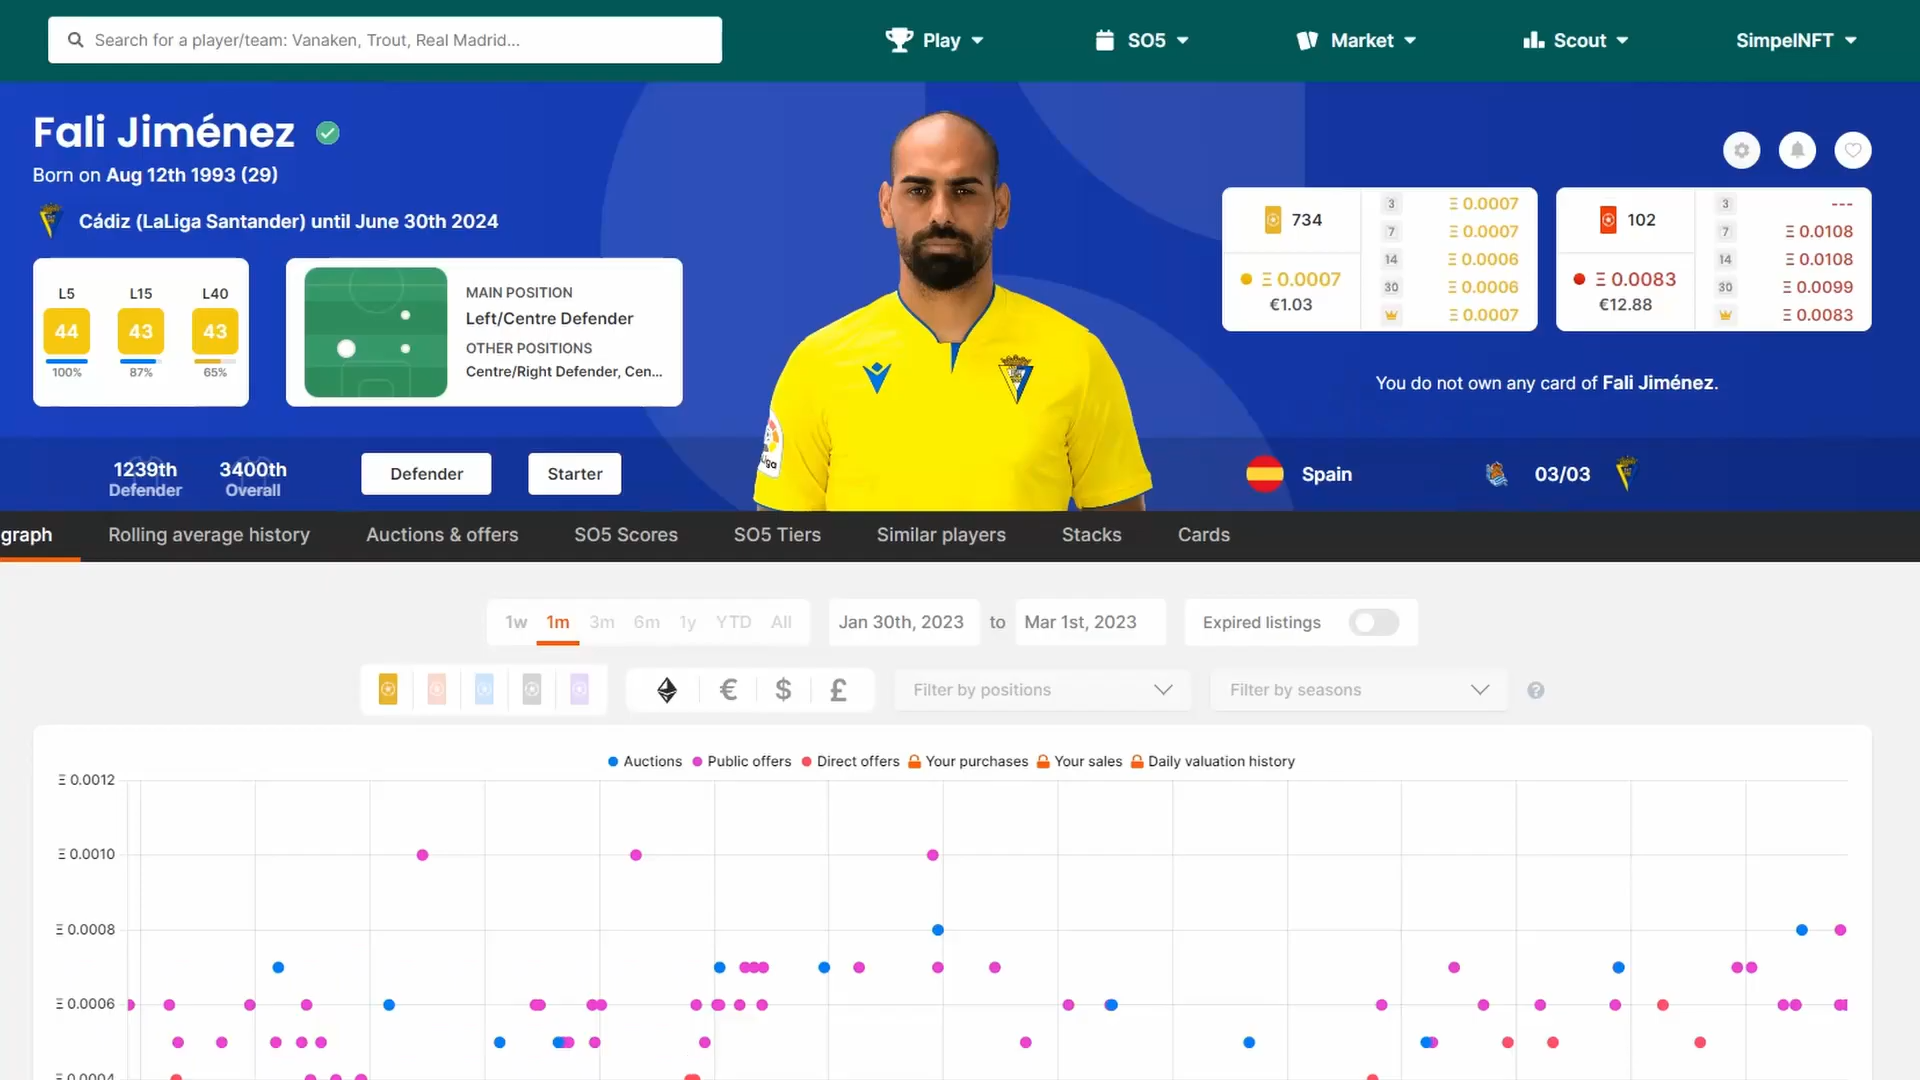 Search for a player/team: Vanaken, Trout, Real Madrid...
Play
SO5
Market
Scout
SimpelNFT
Fali Jiménez
Born on Aug 12th 1993 (29)
Cádiz (LaLiga Santander) until June 30th 2024
L5 L15 L40
44 43 43
100% 87% 65%
MAIN POSITION
Left/Centre Defender
OTHER POSITIONS
Centre/Right Defender, Cen...
734
Ξ 0.0007
€1.03
3 Ξ 0.0007
7 Ξ 0.0007
14 Ξ 0.0006
30 Ξ 0.0006
Ξ 0.0007
102
Ξ 0.0083
€12.88
3 ---
7 Ξ 0.0108
14 Ξ 0.0108
30 Ξ 0.0099
Ξ 0.0083
You do not own any card of Fali Jiménez.
1239th
Defender
3400th
Overall
Defender
Starter
Spain
03/03
graph
Rolling average history
Auctions & offers
SO5 Scores
SO5 Tiers
Similar players
Stacks
Cards
1w 1m 3m 6m 1y YTD All
Jan 30th, 2023 to Mar 1st, 2023
Expired listings
€ $ £
Filter by positions
Filter by seasons
?
Auctions Public offers Direct offers Your purchases Your sales Daily valuation history
Ξ 0.0012
Ξ 0.0010
Ξ 0.0008
Ξ 0.0006
Ξ 0.0004